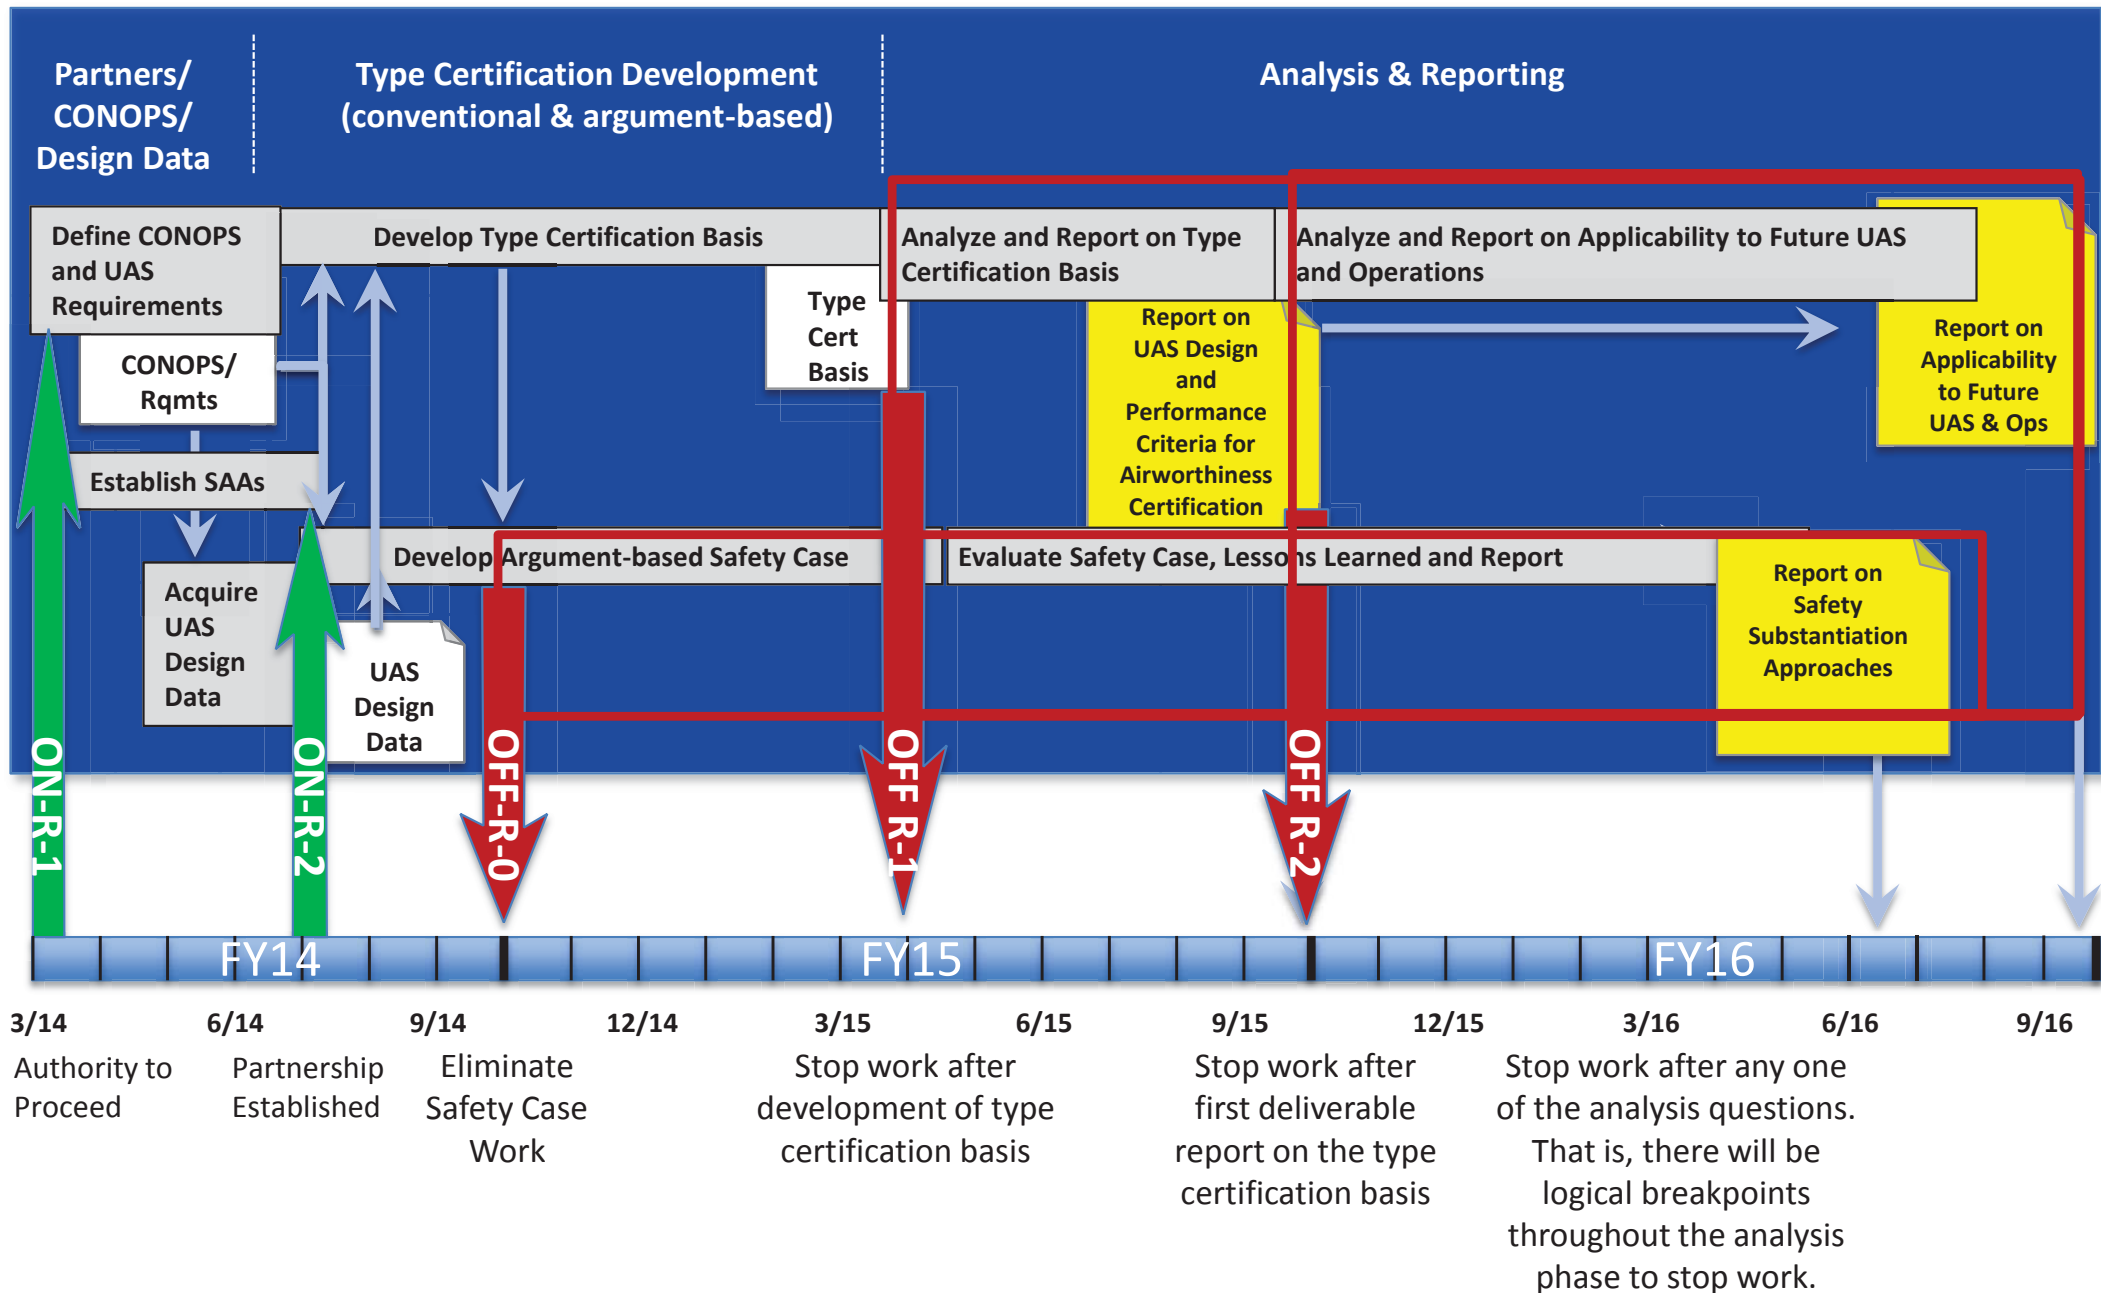 Partners/
CONOPS/
Design Data
Type Certification Development
(conventional & argument-based)
Analysis & Reporting
Define CONOPS
and UAS
Requirements
Develop Type Certification Basis
Analyze and Report on Type
Certification Basis
Analyze and Report on Applicability to Future UAS
and Operations
CONOPS/
Rqmts
Type
Cert
Basis
Report on
UAS Design
and
Performance
Criteria for
Airworthiness
Certification
Report on
Applicability
to Future
UAS & Ops
Establish SAAs
Develop Argument-based Safety Case
Evaluate Safety Case, Lessons Learned and Report
Acquire
UAS
Design
Data
UAS
Design
Data
Report on
Safety
Substantiation
Approaches
ON-R-1
ON-R-2
OFF-R-0
OFF R-1
OFF R-2
FY14
FY15
FY16
3/14
6/14
9/14
12/14
3/15
6/15
9/15
12/15
3/16
6/16
9/16
Authority to
Proceed
Partnership
Established
Eliminate
Safety Case
Work
Stop work after
development of type
certification basis
Stop work after
first deliverable
report on the type
certification basis
Stop work after any one
of the analysis questions.
That is, there will be
logical breakpoints
throughout the analysis
phase to stop work.